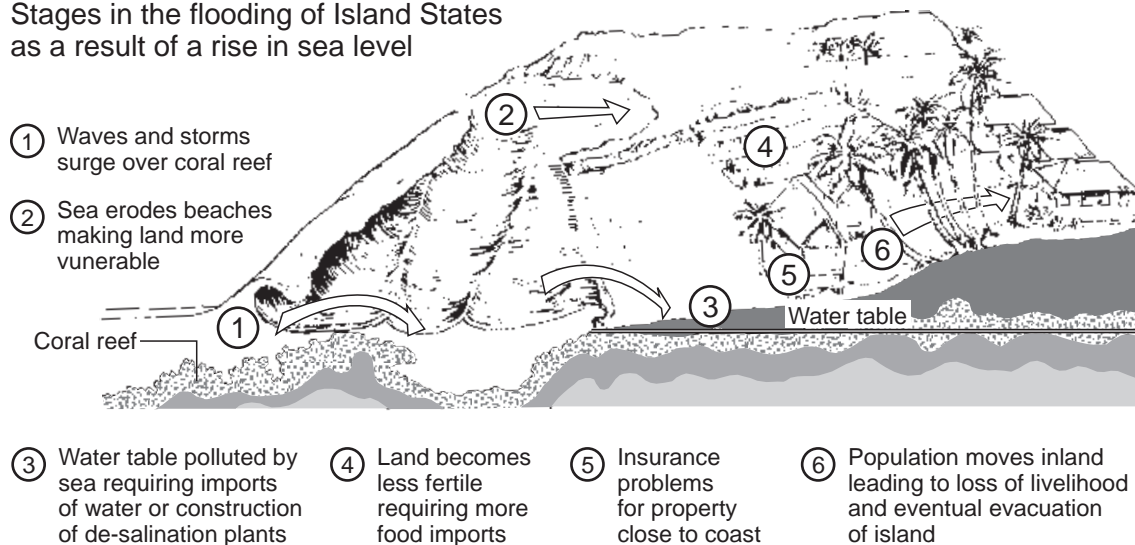 Stages in the flooding of Island States
as a result of a rise in sea level
1 Waves and storms
surge over coral reef
2 Sea erodes beaches
making land more
vunerable
Coral reef
1
2
3
4
5
6
Water table
3 Water table polluted by
sea requiring imports
of water or construction
of de-salination plants
4 Land becomes
less fertile
requiring more
food imports
5 Insurance
problems
for property
close to coast
6 Population moves inland
leading to loss of livelihood
and eventual evacuation
of island